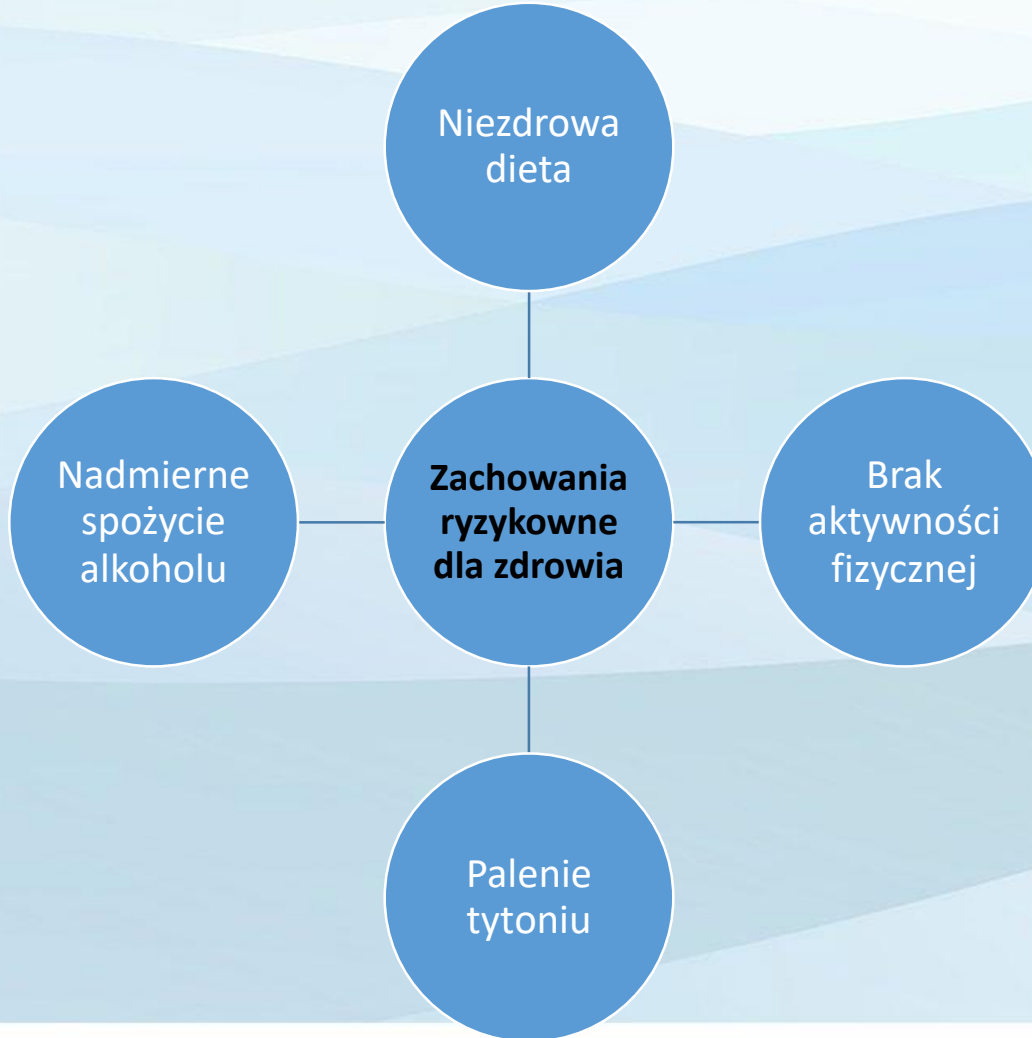 Niezdrowa
dieta
Nadmierne
spożycie
alkoholu
Zachowania
ryzykowne
dla zdrowia
Brak
aktywności
fizycznej
Palenie
tytoniu